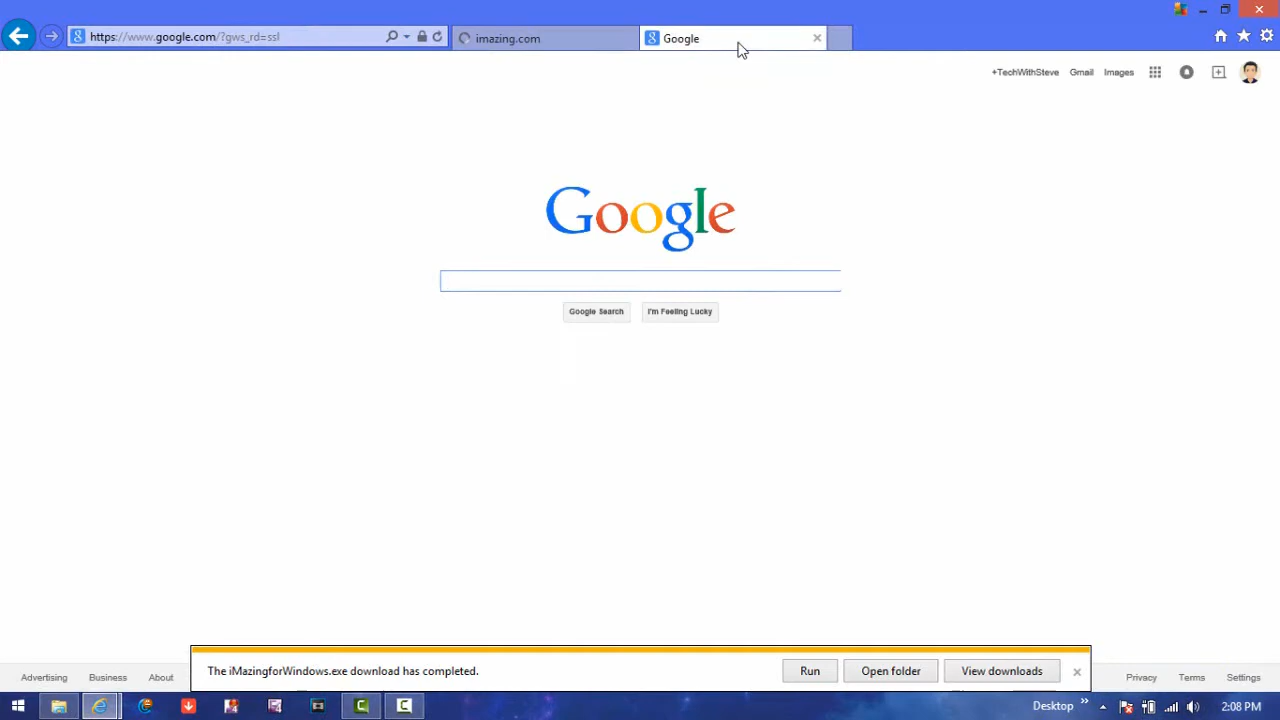 https://www.google.com/?gws_rd=ssl
imazing.com
Google
+TechWithSteve Gmail Images
Google
Google Search I'm Feeling Lucky
The iMazingforWindows.exe download has completed. Run Open folder View downloads
Advertising Business About Privacy Terms Settings
Desktop 2:08 PM